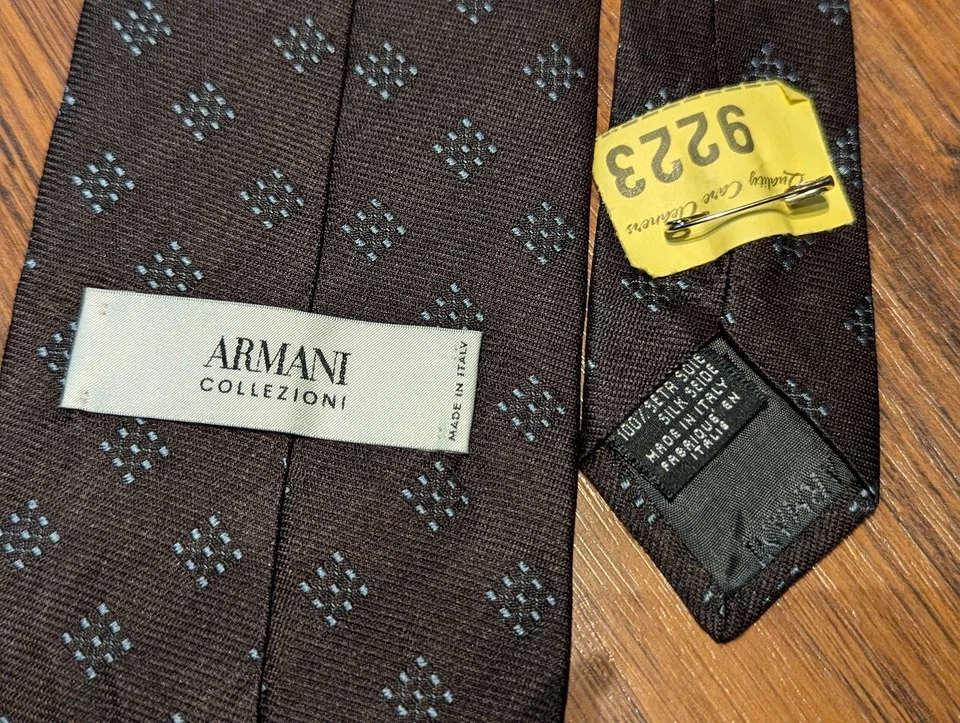 ARMANI
COLLEZIONI
MADE IN ITALY
9223
Quality Care Cleaners
100% SETA SOIE
SILK SEIDE
MADE IN ITALY
FABRIQUE EN
ITALIE